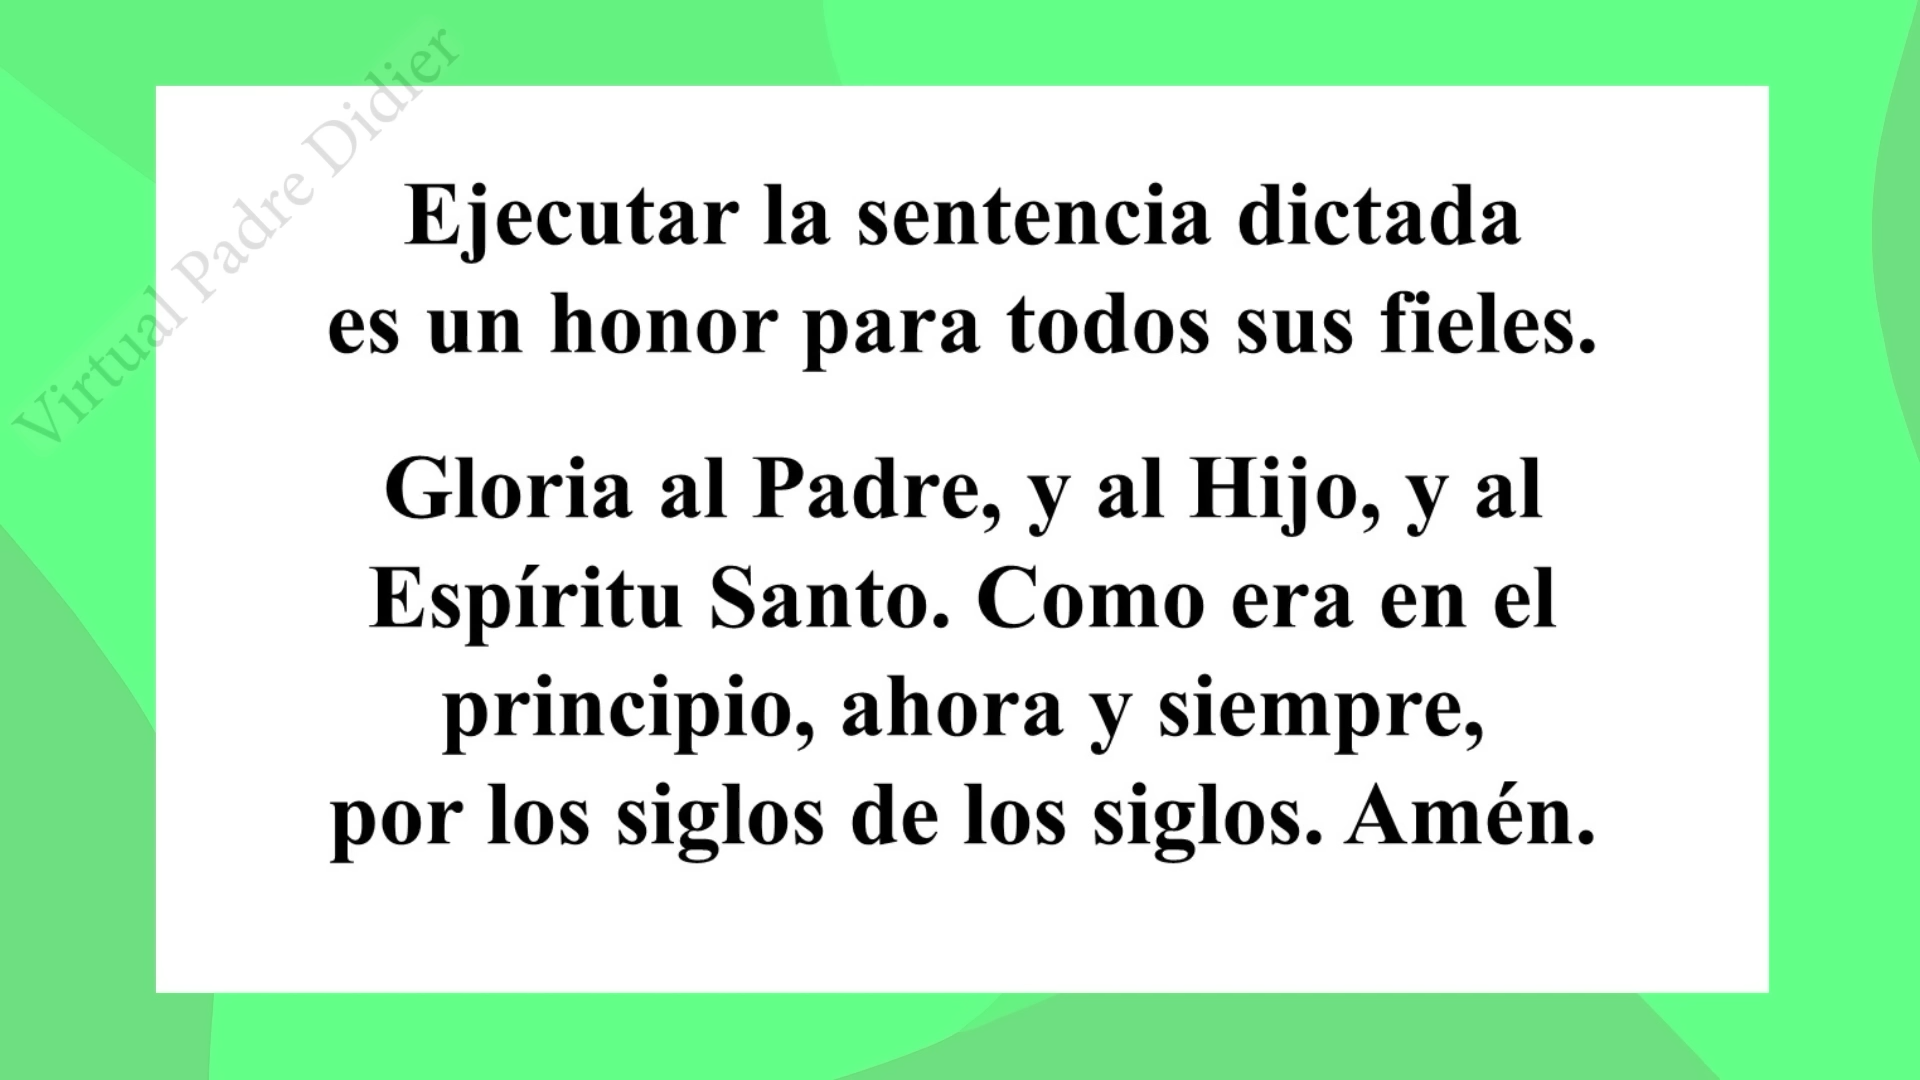 Virtual Padre Didier
Ejecutar la sentencia dictada
es un honor para todos sus fieles.
Gloria al Padre, y al Hijo, y al
Espíritu Santo. Como era en el
principio, ahora y siempre,
por los siglos de los siglos. Amén.